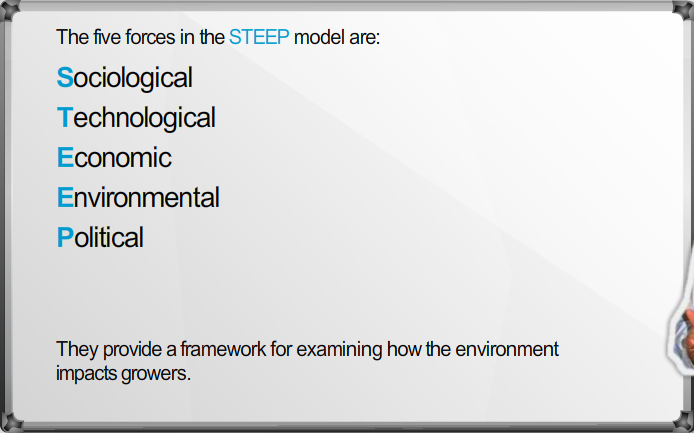 The five forces in the STEEP model are:
Sociological
Technological
Economic
Environmental
Political
They provide a framework for examining how the environment
impacts growers.